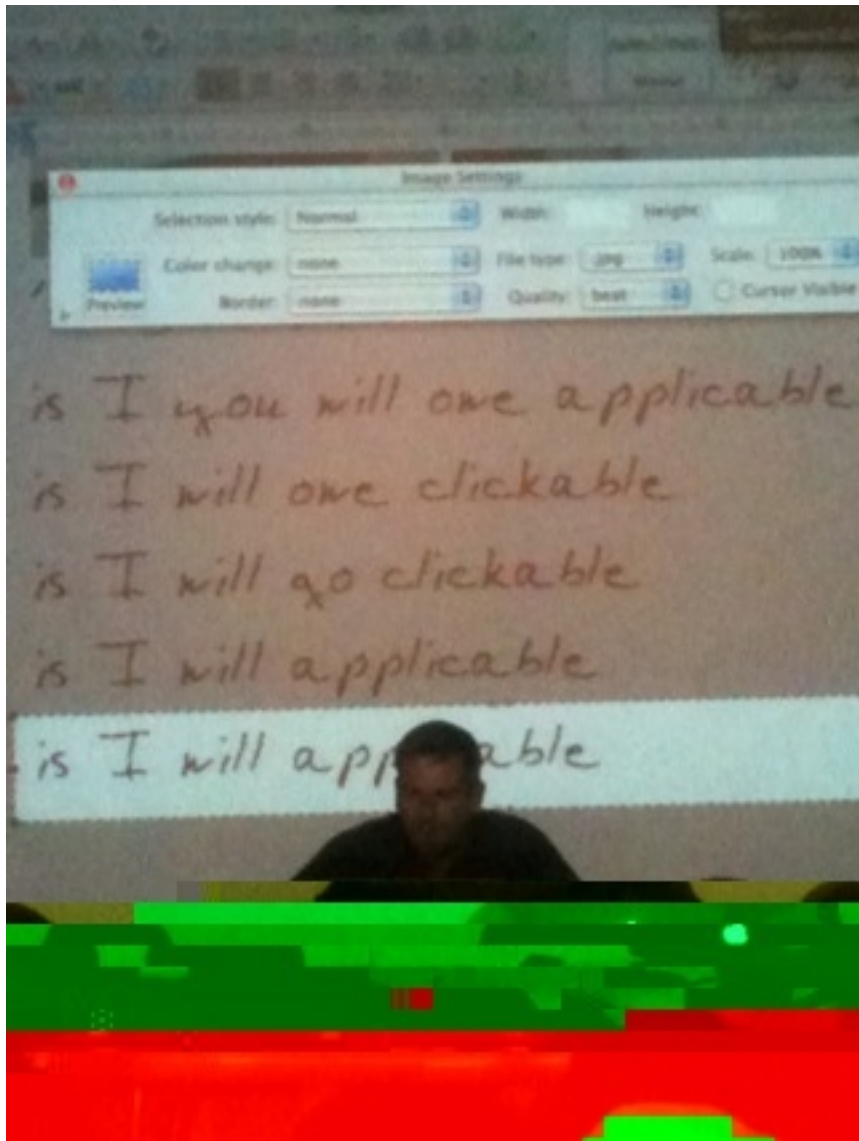 Image Settings
Selection style: Normal Width: Height:
Color change: none File type: .jpg Scale: 100%
Preview Border: none Quality: best Cursor Visible
is I you will owe applicable
is I will owe clickable
is I will go clickable
is I will applicable
is I will app able